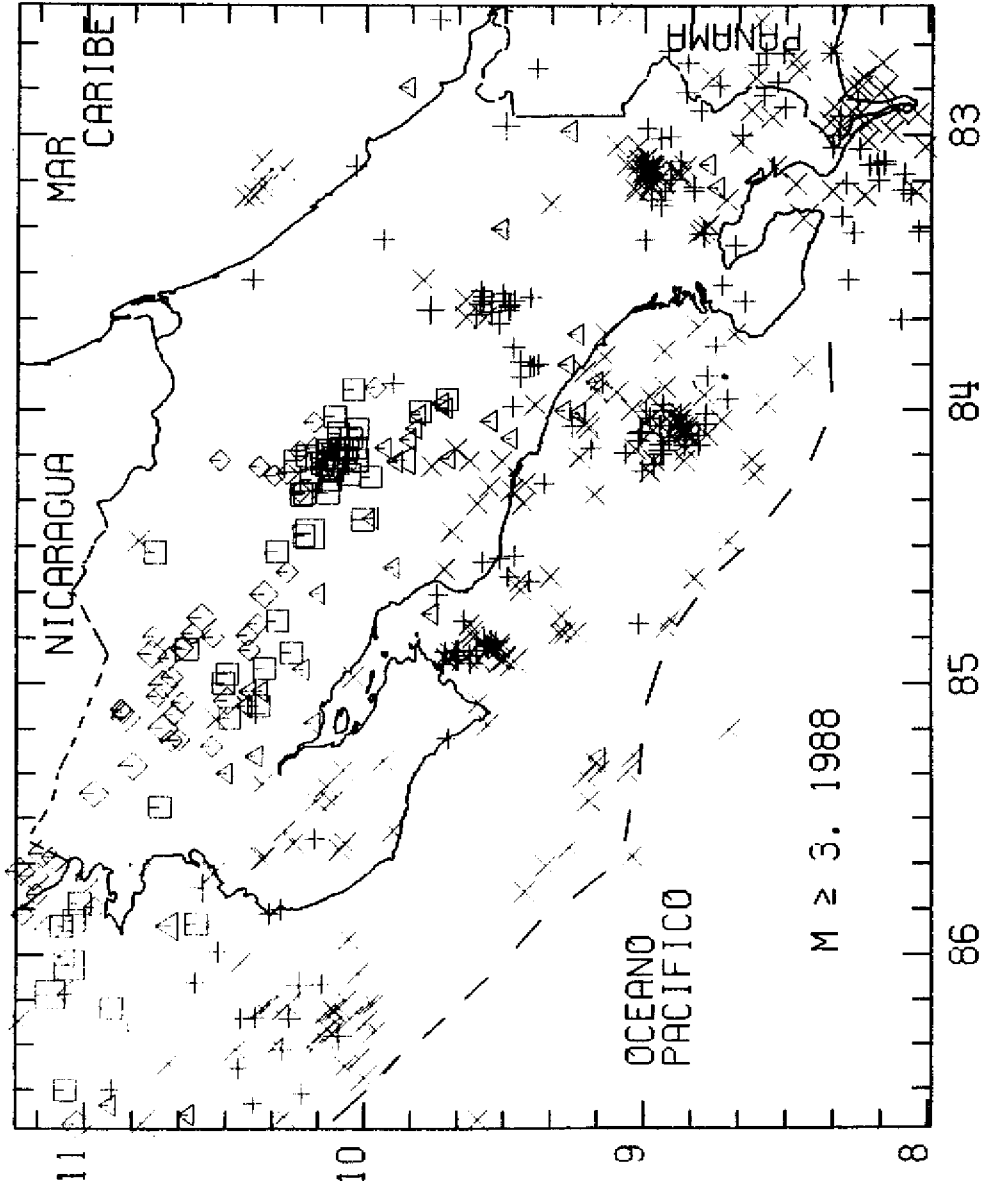 MAR
CARIBE
NICARAGUA
PANAMA
OCEANO
PACIFICO
M ≥ 3. 1988
11
10
9
8
86
85
84
83